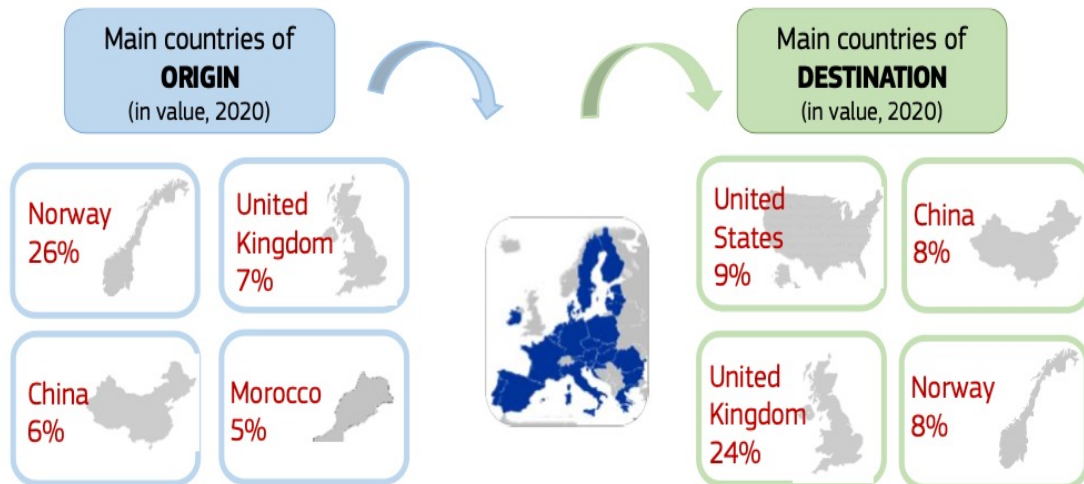 Main countries of
ORIGIN
(in value, 2020)
Main countries of
DESTINATION
(in value, 2020)
Norway
26%
United
Kingdom
7%
China
6%
Morocco
5%
United
States
9%
China
8%
United
Kingdom
24%
Norway
8%